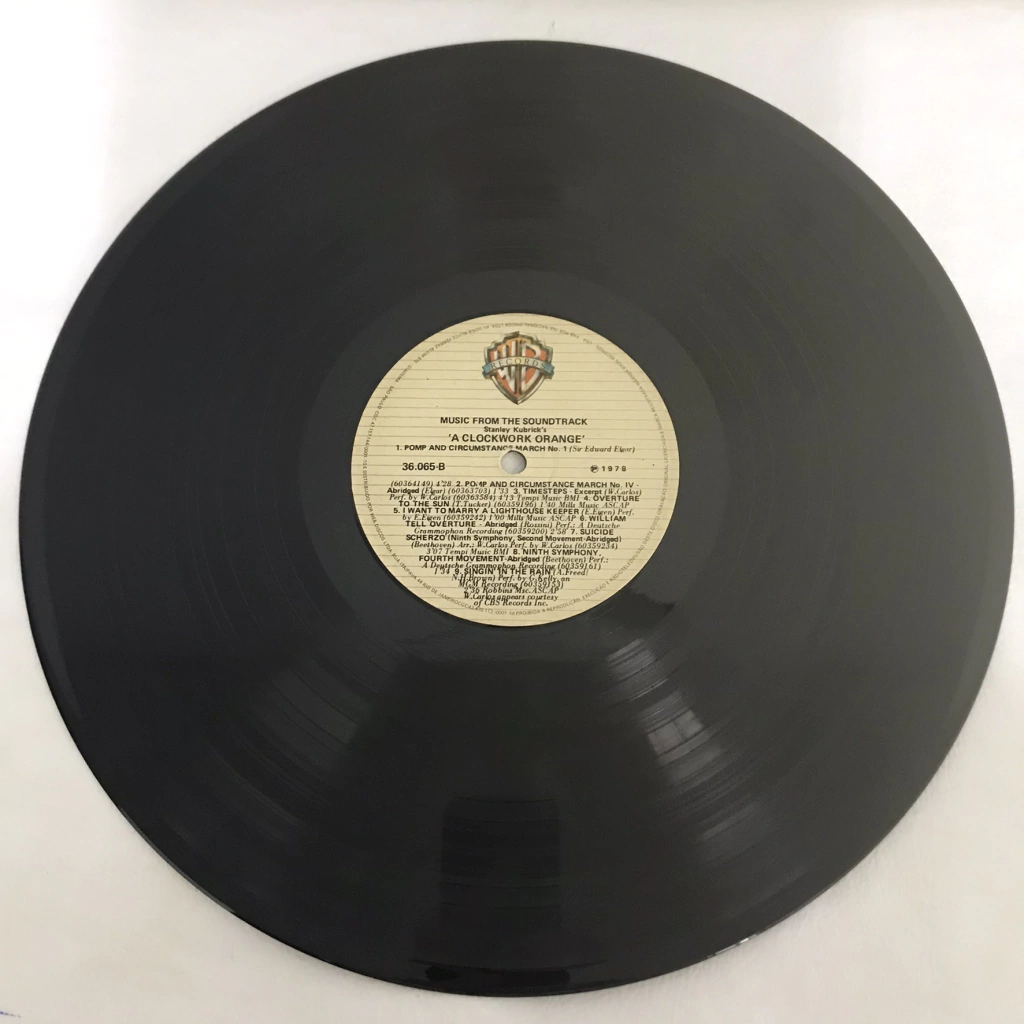 RECORDS
MUSIC FROM THE SOUNDTRACK
Stanley Kubrick's
'A CLOCKWORK ORANGE'
1. POMP AND CIRCUMSTANCE MARCH No. 1 (Sir Edward Elgar)
36.065-B ℗ 1978
(60364149) 4'28 2. POMP AND CIRCUMSTANCE MARCH No. IV -
Abridged (Elgar) (60363703) 1'33 3. TIMESTEPS - Excerpt (W.Carlos)
Perf. by W.Carlos (60363584) 4'13 Tempi Music BMI 4. OVERTURE
TO THE SUN (T.Tucker) (60359196) 1'40 Mills Music ASCAP
5. I WANT TO MARRY A LIGHTHOUSE KEEPER (E.Eigen) Perf.
by E.Eigen (60359242) 1'00 Mills Music ASCAP 6. WILLIAM
TELL OVERTURE - Abridged (Rossini) Perf.: A Deutsche
Grammophon Recording (60359200) 2'58 7. SUICIDE
SCHERZO (Ninth Symphony, Second Movement-Abridged)
(Beethoven) Arr.: W.Carlos Perf. by W.Carlos (60359234)
3'07 Tempi Music BMI 8. NINTH SYMPHONY,
FOURTH MOVEMENT-Abridged (Beethoven) Perf.:
A Deutsche Grammophon Recording (60359161)
1'34 9. SINGIN' IN THE RAIN (A.Freed/
N.H.Brown) Perf. by G.Kelly, an
MGM Recording (60359153)
2'36 Robbins Msc. ASCAP
W.Carlos appears courtesy
of CBS Records Inc.